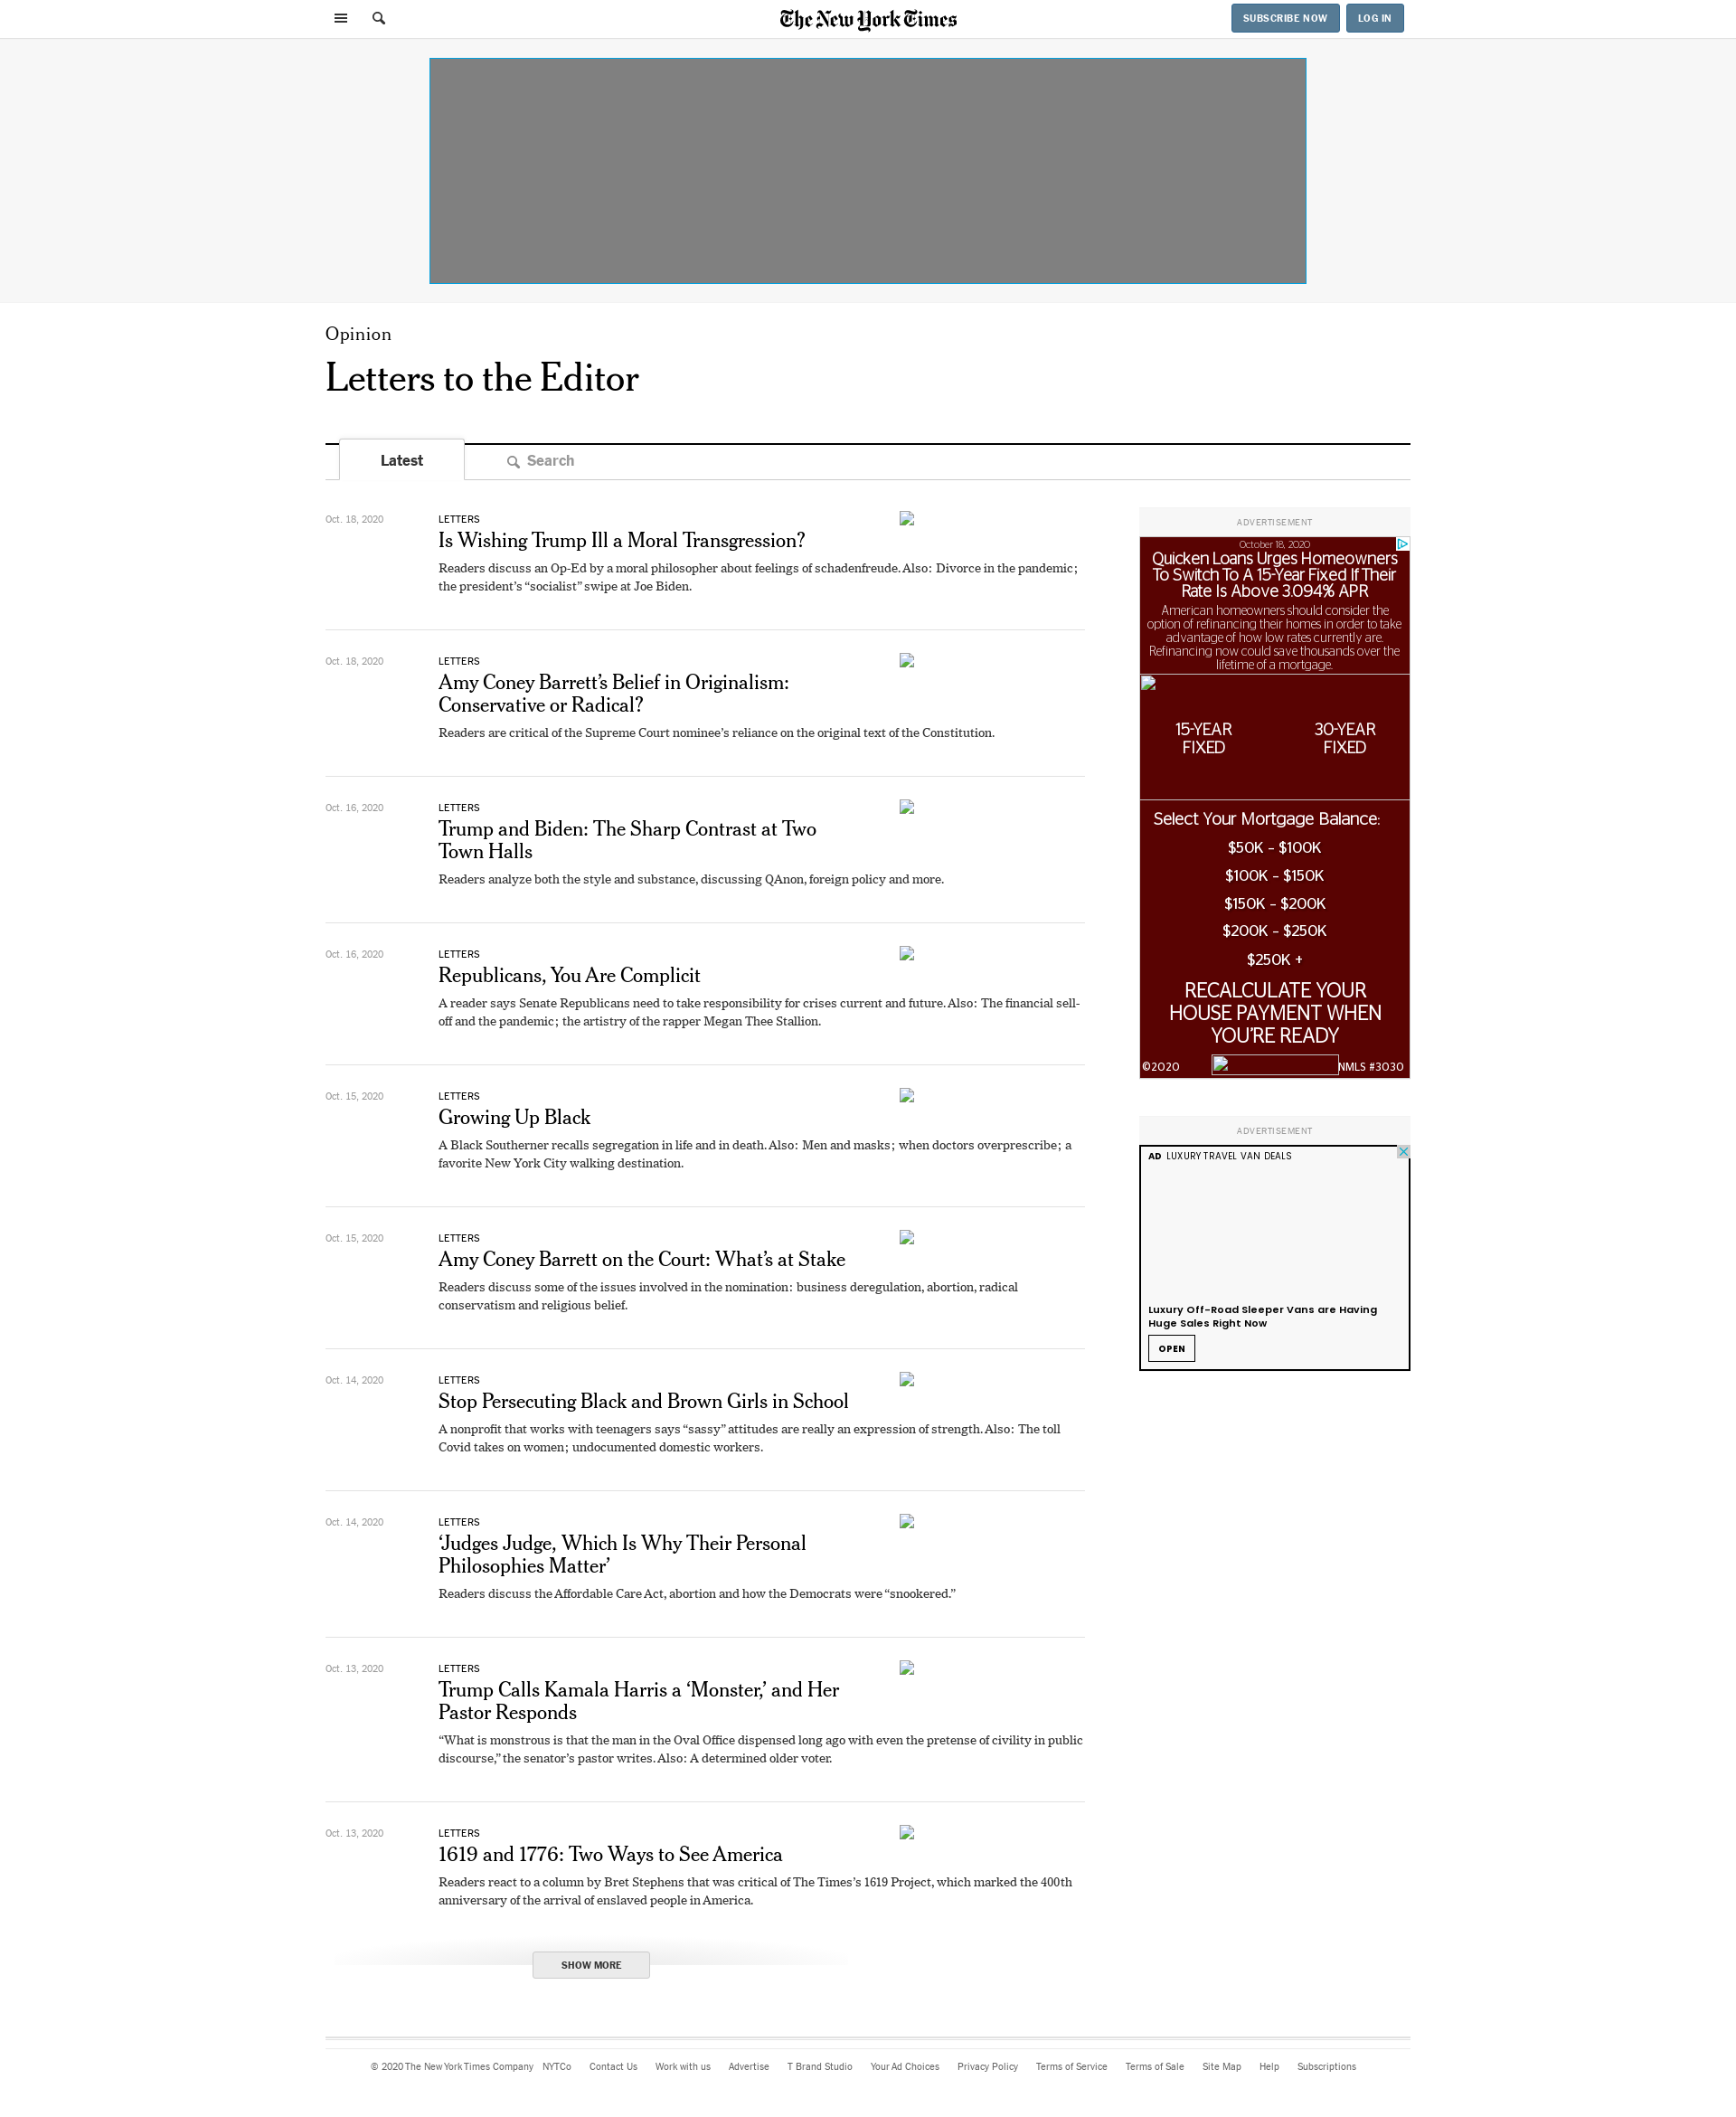 The New York Times
SUBSCRIBE NOW
LOG IN
Opinion
Letters to the Editor
Latest
Search
Oct. 18, 2020
LETTERS
Is Wishing Trump Ill a Moral Transgression?
Readers discuss an Op-Ed by a moral philosopher about feelings of schadenfreude. Also: Divorce in the pandemic;
the president’s “socialist” swipe at Joe Biden.
Oct. 18, 2020
LETTERS
Amy Coney Barrett’s Belief in Originalism:
Conservative or Radical?
Readers are critical of the Supreme Court nominee’s reliance on the original text of the Constitution.
Oct. 16, 2020
LETTERS
Trump and Biden: The Sharp Contrast at Two
Town Halls
Readers analyze both the style and substance, discussing QAnon, foreign policy and more.
Oct. 16, 2020
LETTERS
Republicans, You Are Complicit
A reader says Senate Republicans need to take responsibility for crises current and future. Also: The financial sell-
off and the pandemic; the artistry of the rapper Megan Thee Stallion.
Oct. 15, 2020
LETTERS
Growing Up Black
A Black Southerner recalls segregation in life and in death. Also: Men and masks; when doctors overprescribe; a
favorite New York City walking destination.
Oct. 15, 2020
LETTERS
Amy Coney Barrett on the Court: What’s at Stake
Readers discuss some of the issues involved in the nomination: business deregulation, abortion, radical
conservatism and religious belief.
Oct. 14, 2020
LETTERS
Stop Persecuting Black and Brown Girls in School
A nonprofit that works with teenagers says “sassy” attitudes are really an expression of strength. Also: The toll
Covid takes on women; undocumented domestic workers.
Oct. 14, 2020
LETTERS
‘Judges Judge, Which Is Why Their Personal
Philosophies Matter’
Readers discuss the Affordable Care Act, abortion and how the Democrats were “snookered.”
Oct. 13, 2020
LETTERS
Trump Calls Kamala Harris a ‘Monster,’ and Her
Pastor Responds
“What is monstrous is that the man in the Oval Office dispensed long ago with even the pretense of civility in public
discourse,” the senator’s pastor writes. Also: A determined older voter.
Oct. 13, 2020
LETTERS
1619 and 1776: Two Ways to See America
Readers react to a column by Bret Stephens that was critical of The Times’s 1619 Project, which marked the 400th
anniversary of the arrival of enslaved people in America.
SHOW MORE
ADVERTISEMENT
October 18, 2020
Quicken Loans Urges Homeowners
To Switch To A 15-Year Fixed If Their
Rate Is Above 3.094% APR
American homeowners should consider the
option of refinancing their homes in order to take
advantage of how low rates currently are.
Refinancing now could save thousands over the
lifetime of a mortgage.
15-YEAR
FIXED
30-YEAR
FIXED
Select Your Mortgage Balance:
$50K - $100K
$100K - $150K
$150K - $200K
$200K - $250K
$250K +
RECALCULATE YOUR
HOUSE PAYMENT WHEN
YOU’RE READY
©2020
NMLS #3030
ADVERTISEMENT
AD LUXURY TRAVEL VAN DEALS
Luxury Off-Road Sleeper Vans are Having
Huge Sales Right Now
OPEN
© 2020 The New York Times Company NYTCo Contact Us Work with us Advertise T Brand Studio Your Ad Choices Privacy Policy Terms of Service Terms of Sale Site Map Help Subscriptions